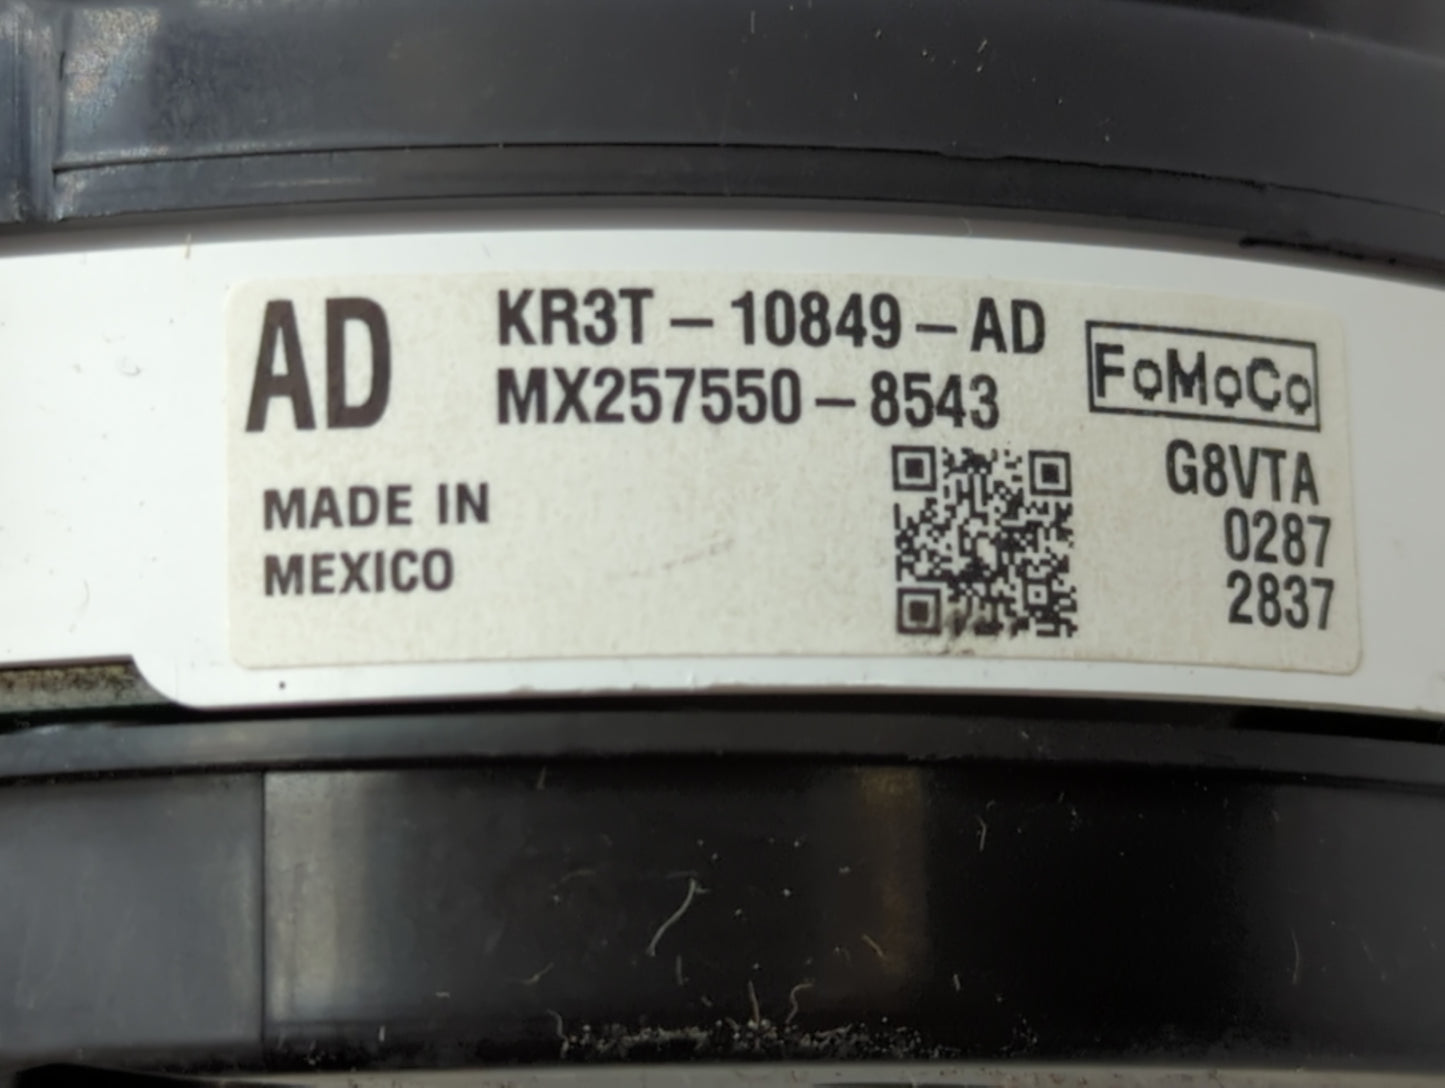 AD
KR3T-10849-AD
MX257550-8543
FoMoCo
G8VTA
0287
2837
MADE IN
MEXICO